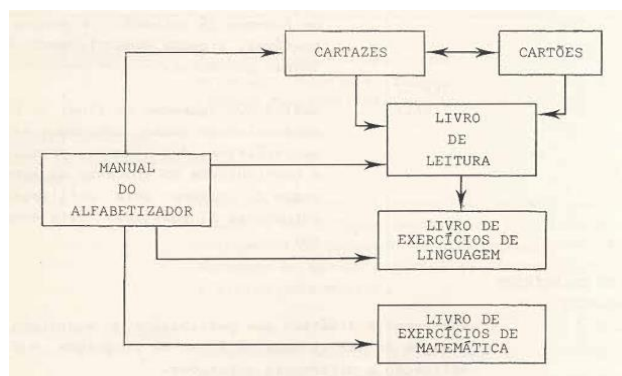 CARTAZES
CARTÕES
LIVRO
DE
LEITURA
MANUAL
DO
ALFABETIZADOR
LIVRO DE
EXERCÍCIOS DE
LINGUAGEM
LIVRO DE
EXERCÍCIOS DE
MATEMÁTICA